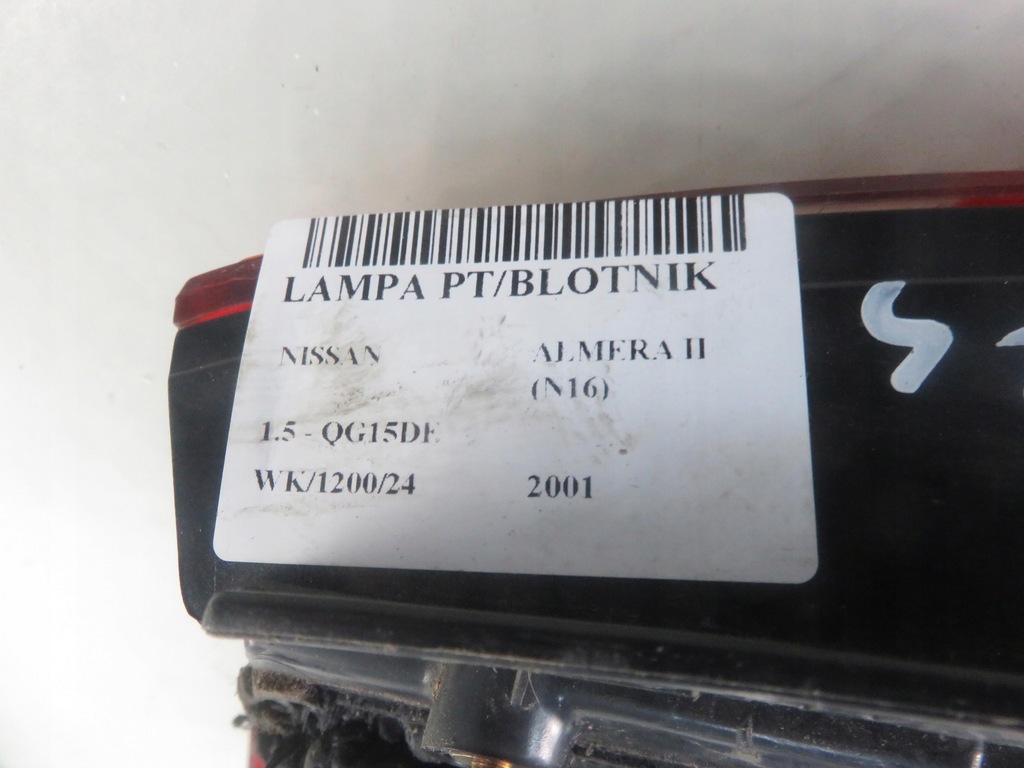 LAMPA PT/BLOTNIK
NISSAN ALMERA II
(N16)
1.5 - QG15DE
WK/1200/24 2001